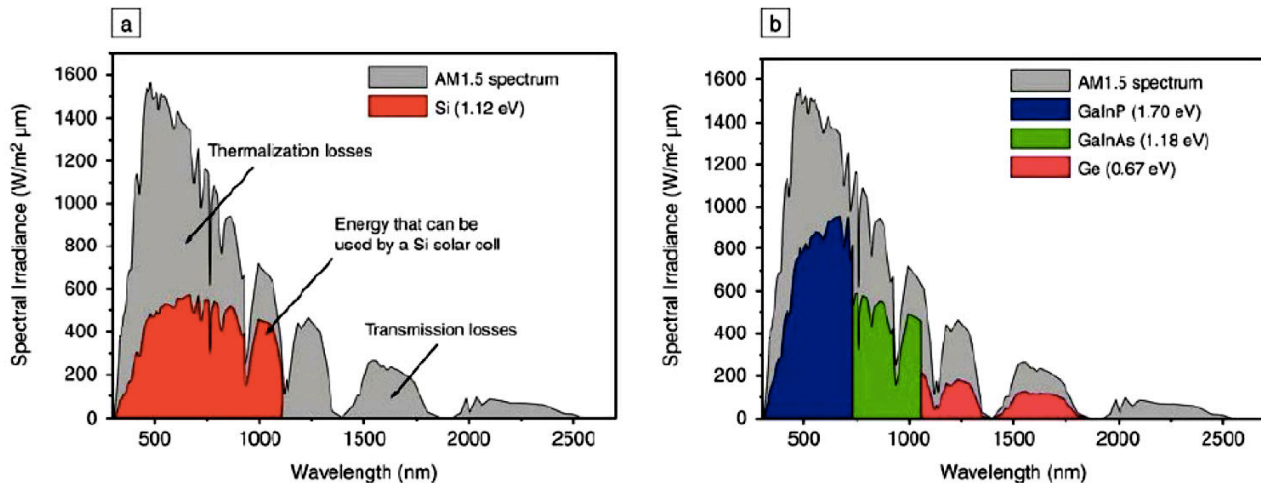 a
Spectral Irradiance (W/m² µm)
1600
1400
1200
1000
800
600
400
200
0
AM1.5 spectrum
Si (1.12 eV)
Thermalization losses
Energy that can be
used by a Si solar cell
Transmission losses
500
1000
1500
2000
2500
Wavelength (nm)
b
Spectral Irradiance (W/m² µm)
1600
1400
1200
1000
800
600
400
200
0
AM1.5 spectrum
GaInP (1.70 eV)
GaInAs (1.18 eV)
Ge (0.67 eV)
500
1000
1500
2000
2500
Wavelength (nm)